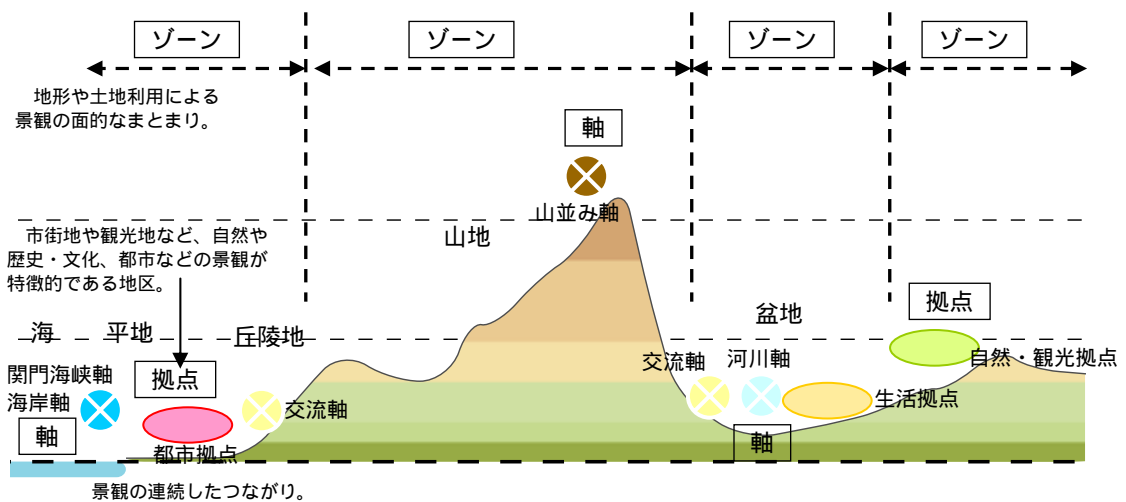 ゾーン
ゾーン
ゾーン
ゾーン
地形や土地利用による
景観の面的なまとまり。
軸
山並み軸
山地
市街地や観光地など、自然や
歴史・文化、都市などの景観が
特徴的である地区。
拠点
盆地
海
平地
丘陵地
自然・観光拠点
交流軸
河川軸
関門海峡軸
拠点
海岸軸
交流軸
生活拠点
軸
都市拠点
軸
景観の連続したつながり。